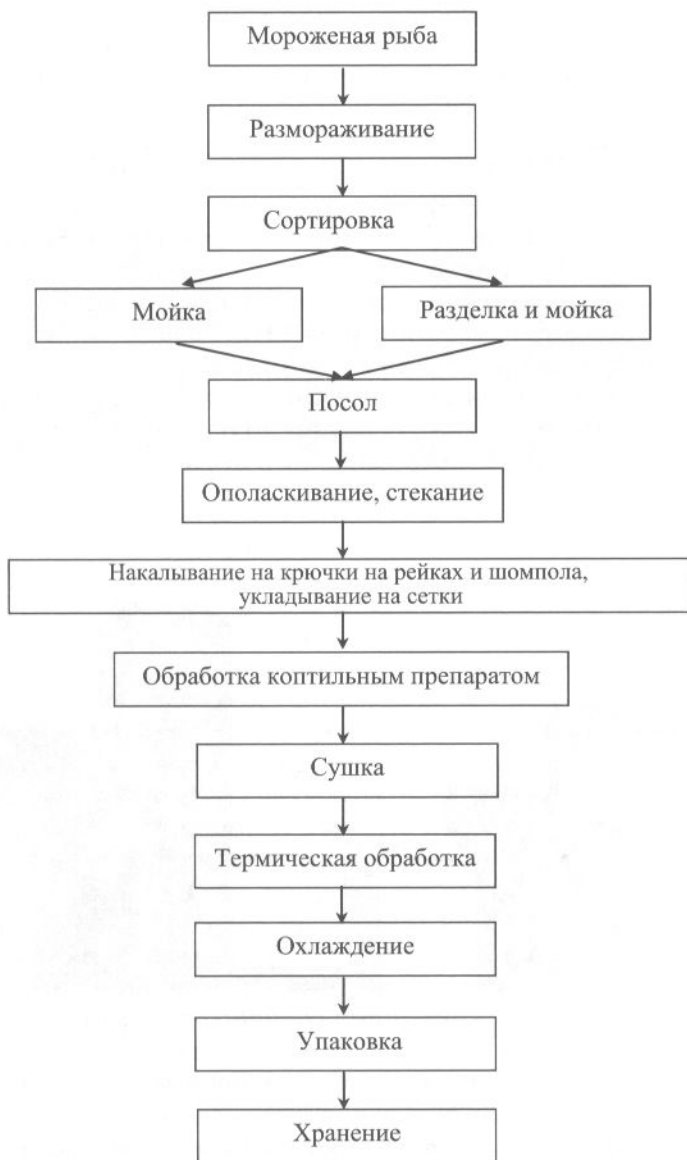 Мороженая рыба
Размораживание
Сортировка
Мойка
Разделка и мойка
Посол
Ополаскивание, стекание
Накалывание на крючки на рейках и шомпола,
укладывание на сетки
Обработка коптильным препаратом
Сушка
Термическая обработка
Охлаждение
Упаковка
Хранение